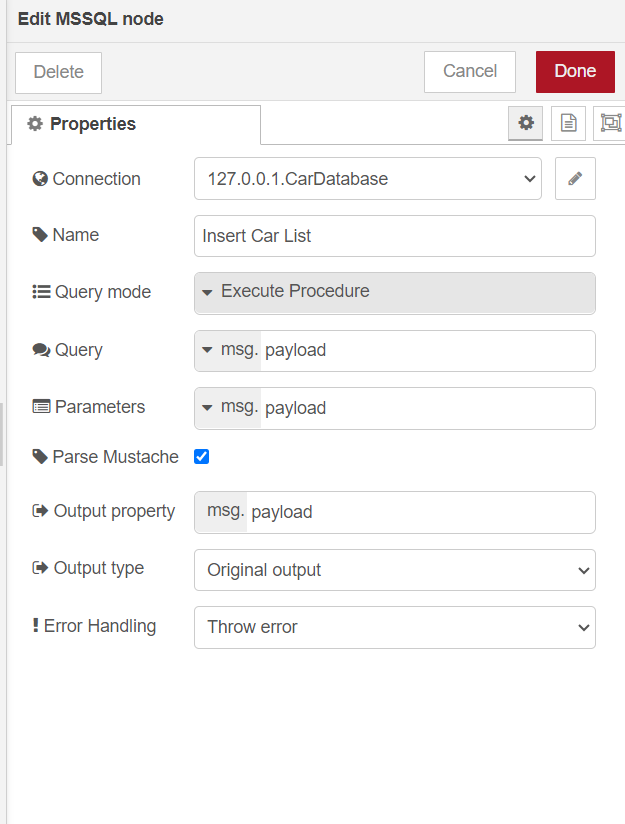 Edit MSSQL node
Delete
Cancel
Done
Properties
Connection
127.0.0.1.CarDatabase
Name
Insert Car List
Query mode
Execute Procedure
Query
msg. payload
Parameters
msg. payload
Parse Mustache
Output property
msg. payload
Output type
Original output
Error Handling
Throw error